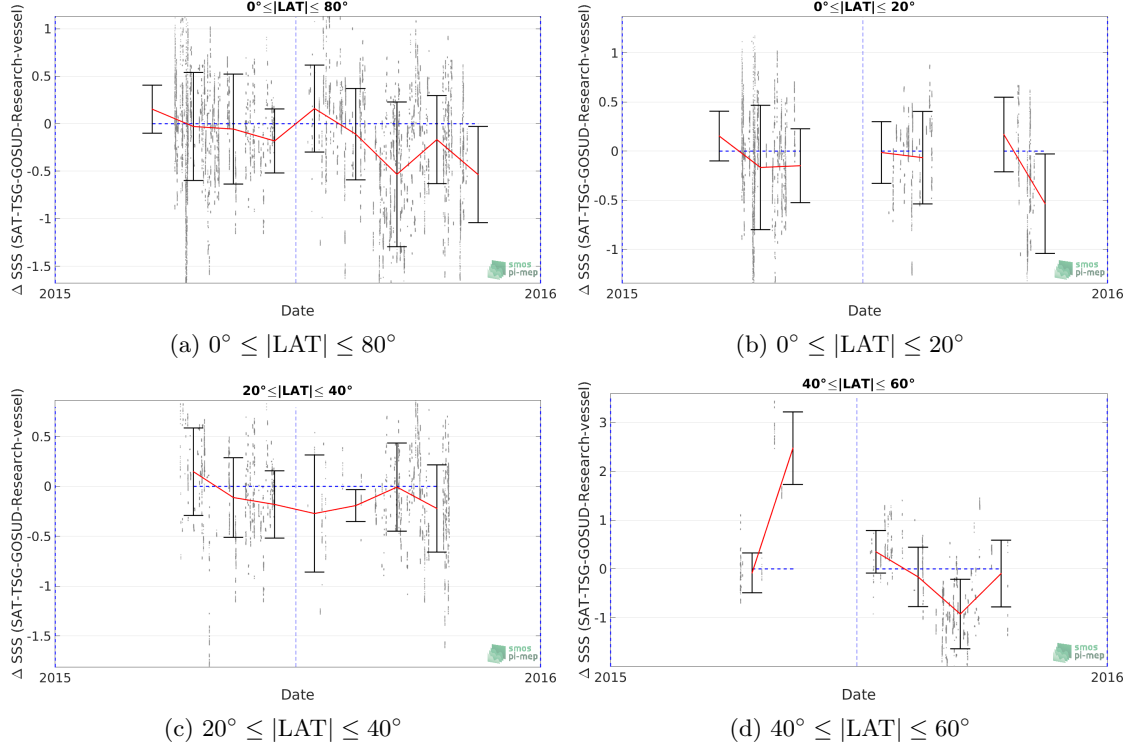 0°≤|LAT|≤ 80°
Δ SSS (SAT-TSG-GOSUD-Research-vessel)
1
0.5
0
-0.5
-1
-1.5
smos
pi-mep
2015
2016
Date
(a) 0° ≤ |LAT| ≤ 80°
0°≤|LAT|≤ 20°
Δ SSS (SAT-TSG-GOSUD-Research-vessel)
1
0.5
0
-0.5
-1
smos
pi-mep
2015
2016
Date
(b) 0° ≤ |LAT| ≤ 20°
20°≤|LAT|≤ 40°
Δ SSS (SAT-TSG-GOSUD-Research-vessel)
0.5
0
-0.5
-1
-1.5
smos
pi-mep
2015
2016
Date
(c) 20° ≤ |LAT| ≤ 40°
40°≤|LAT|≤ 60°
Δ SSS (SAT-TSG-GOSUD-Research-vessel)
3
2
1
0
-1
smos
pi-mep
2015
2016
Date
(d) 40° ≤ |LAT| ≤ 60°